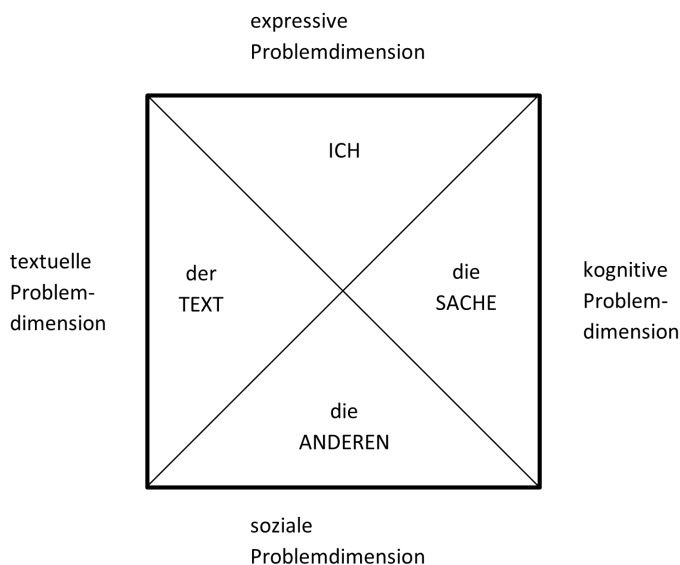 expressive
Problemdimension
ICH
textuelle
Problem-
dimension
der
TEXT
die
SACHE
kognitive
Problem-
dimension
die
ANDEREN
soziale
Problemdimension